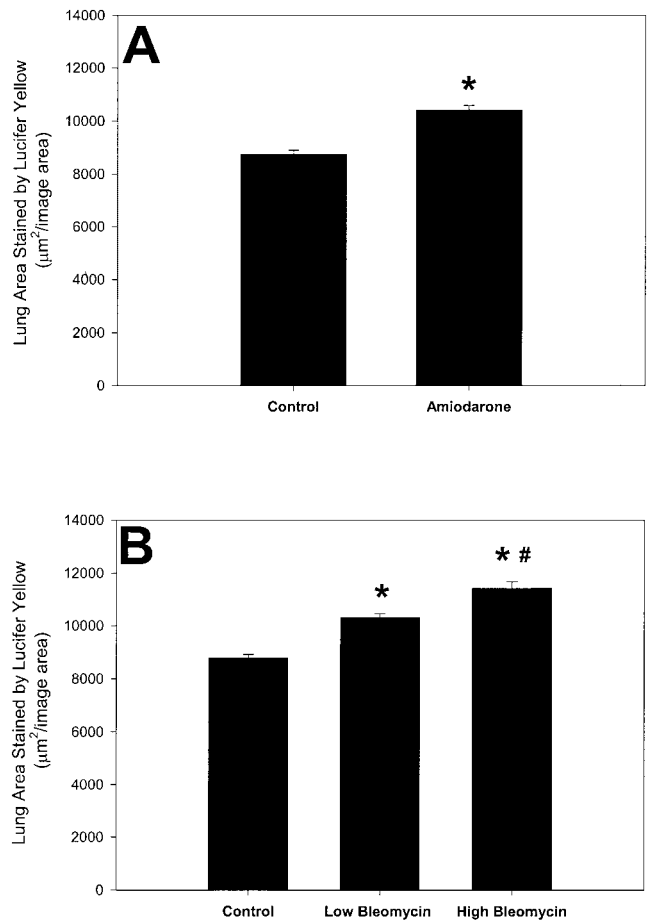 A
14000
12000
10000
8000
6000
4000
2000
0
Lung Area Stained by Lucifer Yellow
(μm²/image area)
*
Control Amiodarone
B
14000
12000
10000
8000
6000
4000
2000
0
Lung Area Stained by Lucifer Yellow
(μm²/image area)
*
* #
Control Low Bleomycin High Bleomycin